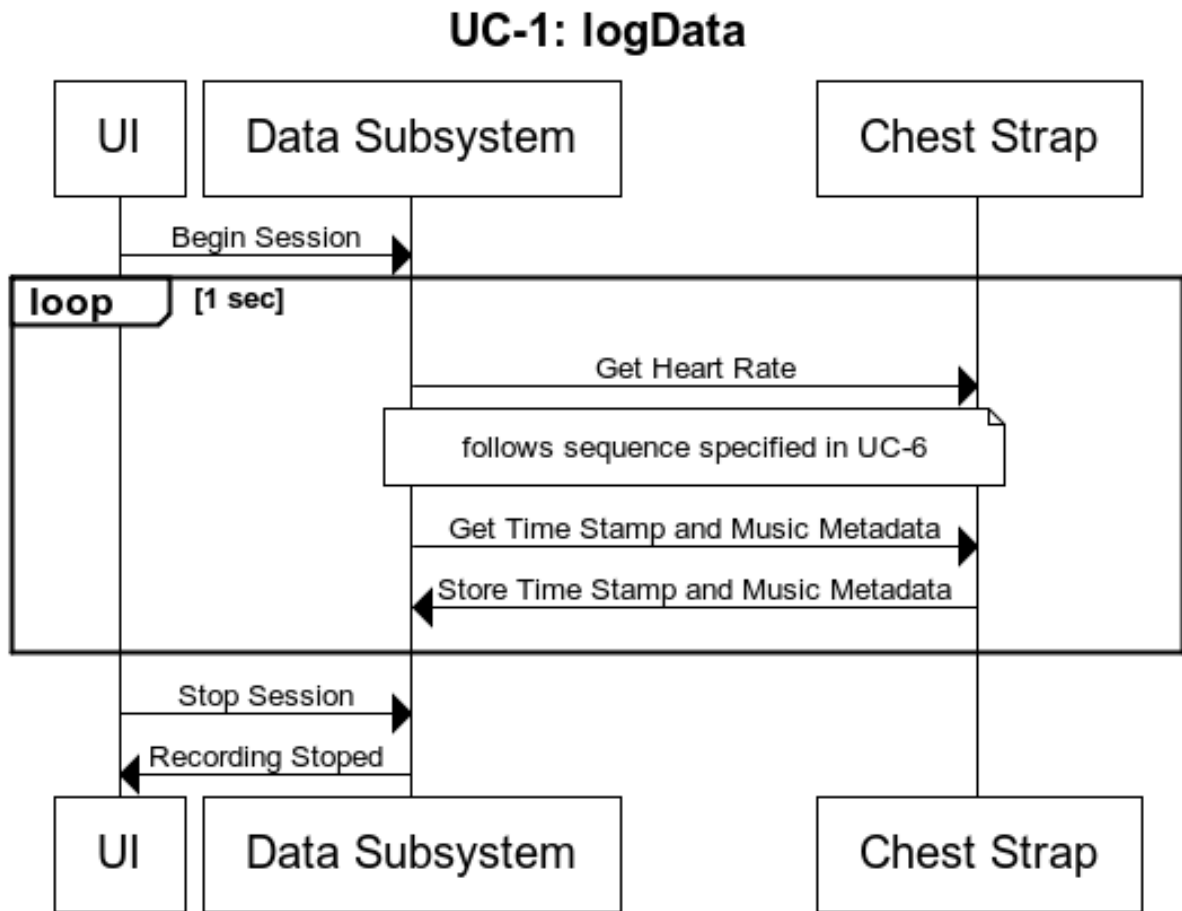 UC-1: logData
UI
Data Subsystem
Chest Strap
Begin Session
loop
[1 sec]
Get Heart Rate
follows sequence specified in UC-6
Get Time Stamp and Music Metadada
Store Time Stamp and Music Metadada
Stop Session
Recording Stoped
UI
Data Subsystem
Chest Strap